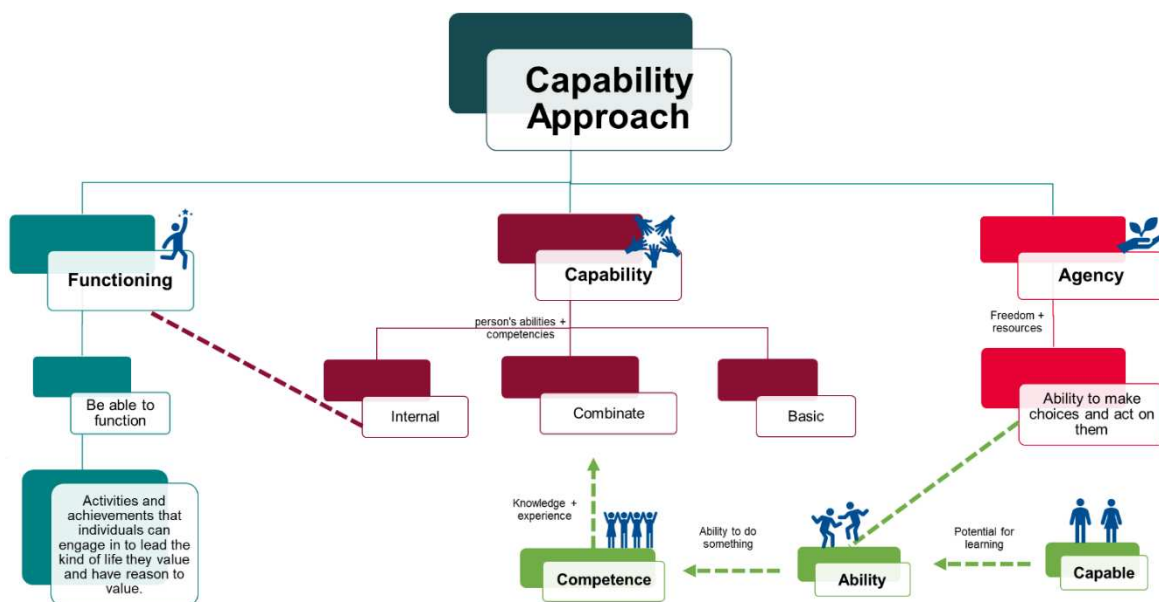 Capability
Approach
Functioning
Capability
Agency
person's abilities +
competencies
Freedom +
resources
Be able to
function
Internal
Combinate
Basic
Ability to make
choices and act on
them
Activities and
achievements that
individuals can
engage in to lead the
kind of life they value
and have reason to
value.
Knowledge +
experience
Ability to do
something
Potential for
learning
Competence
Ability
Capable